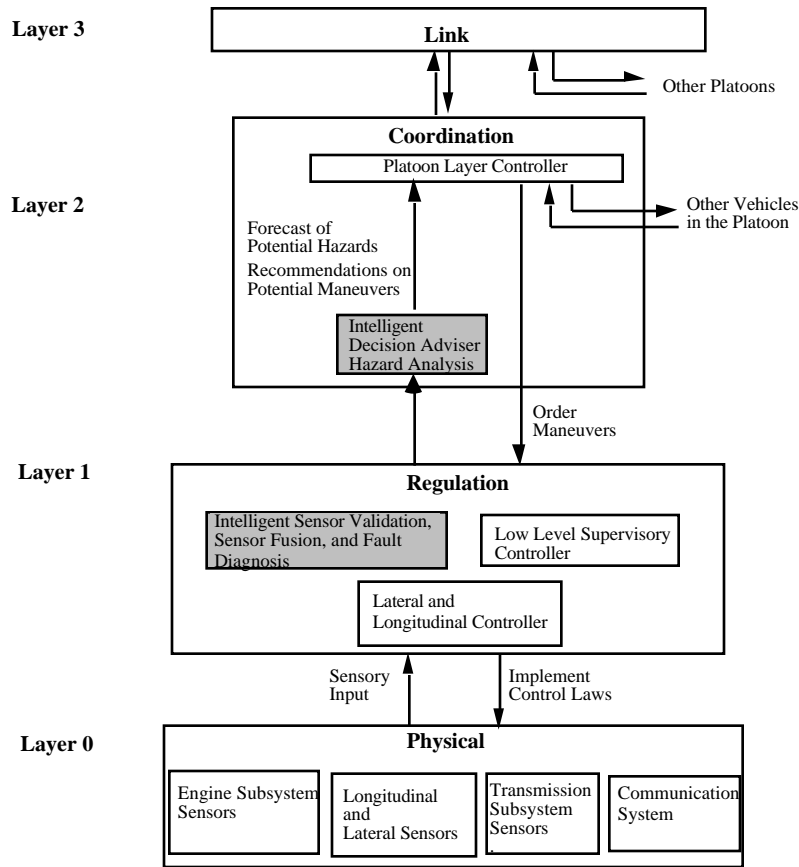 Layer 3
Link
Other Platoons
Coordination
Platoon Layer Controller
Layer 2
Other Vehicles
in the Platoon
Forecast of
Potential Hazards
Recommendations on
Potential Maneuvers
Intelligent
Decision Adviser
Hazard Analysis
Order
Maneuvers
Layer 1
Regulation
Intelligent Sensor Validation,
Sensor Fusion, and Fault
Diagnosis
Low Level Supervisory
Controller
Lateral and
Longitudinal Controller
Sensory
Input
Implement
Control Laws
Layer 0
Physical
Engine Subsystem
Sensors
Longitudinal
and
Lateral Sensors
Transmission
Subsystem
Sensors
.
Communication
System